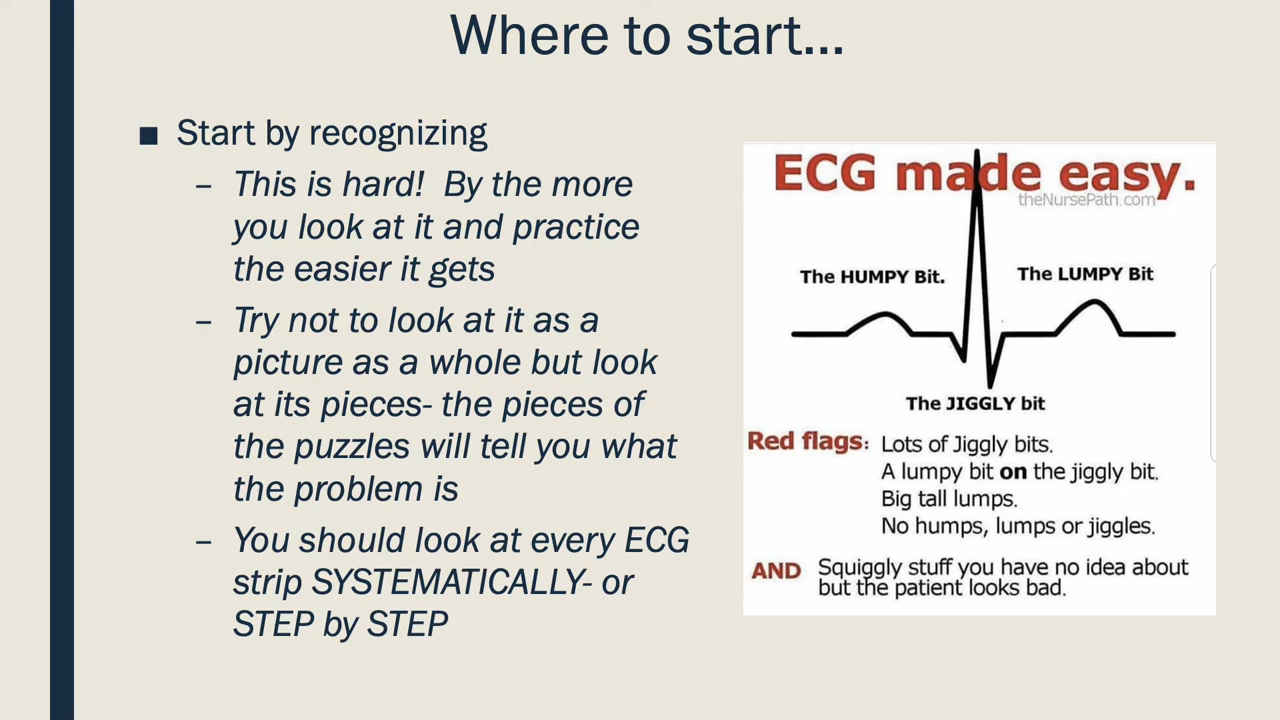 Where to start...
■ Start by recognizing
– This is hard! By the more
you look at it and practice
the easier it gets
– Try not to look at it as a
picture as a whole but look
at its pieces- the pieces of
the puzzles will tell you what
the problem is
– You should look at every ECG
strip SYSTEMATICALLY- or
STEP by STEP
ECG made easy.
theNursePath.com
The HUMPY Bit.
The LUMPY Bit
The JIGGLY bit
Red flags: Lots of Jiggly bits.
A lumpy bit on the jiggly bit.
Big tall lumps.
No humps, lumps or jiggles.
AND Squiggly stuff you have no idea about
but the patient looks bad.